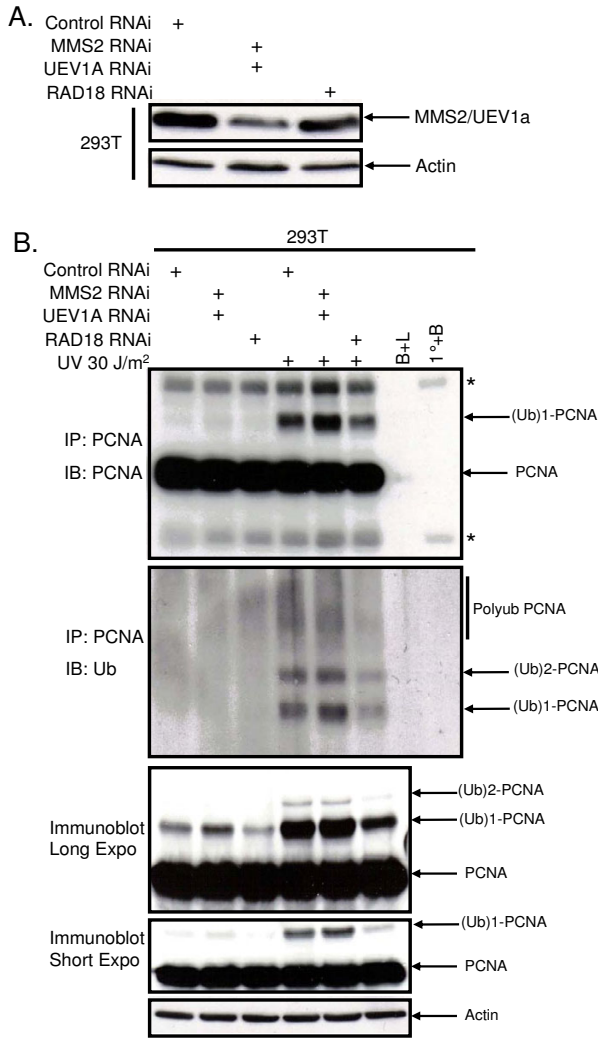 A.
Control RNAi +
MMS2 RNAi +
UEV1A RNAi +
RAD18 RNAi +
293T
MMS2/UEV1a
Actin
B.
293T
Control RNAi + +
MMS2 RNAi + +
UEV1A RNAi + +
RAD18 RNAi + +
UV 30 J/m² + + +
B+L
1°+B
*
(Ub)1-PCNA
IP: PCNA
IB: PCNA
PCNA
*
Polyub PCNA
IP: PCNA
IB: Ub
(Ub)2-PCNA
(Ub)1-PCNA
(Ub)2-PCNA
(Ub)1-PCNA
Immunoblot
Long Expo
PCNA
(Ub)1-PCNA
Immunoblot
Short Expo
PCNA
Actin